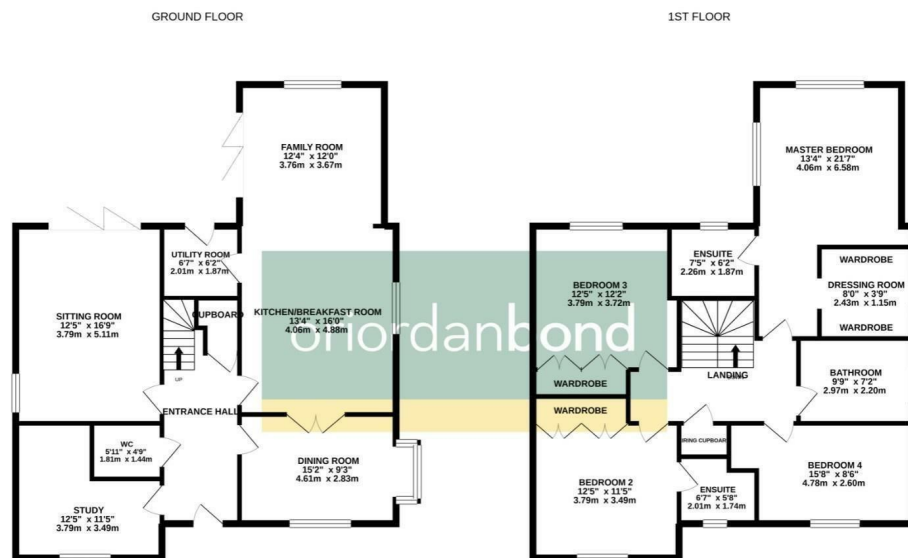 GROUND FLOOR
1ST FLOOR
FAMILY ROOM
12'4" x 12'0"
3.76m x 3.67m
UTILITY ROOM
6'7" x 6'2"
2.01m x 1.87m
SITTING ROOM
12'5" x 16'9"
3.79m x 5.11m
CUPBOARD
KITCHEN/BREAKFAST ROOM
13'4" x 16'0"
4.06m x 4.88m
UP
ENTRANCE HALL
WC
5'11" x 4'9"
1.81m x 1.44m
DINING ROOM
15'2" x 9'3"
4.61m x 2.83m
STUDY
12'5" x 11'5"
3.79m x 3.49m
MASTER BEDROOM
13'4" x 21'7"
4.06m x 6.58m
ENSUITE
7'5" x 6'2"
2.26m x 1.87m
WARDROBE
DRESSING ROOM
8'0" x 3'9"
2.43m x 1.15m
WARDROBE
BEDROOM 3
12'5" x 12'2"
3.79m x 3.72m
WARDROBE
LANDING
BATHROOM
9'9" x 7'2"
2.97m x 2.20m
WARDROBE
IRING CUPBOARD
BEDROOM 4
15'8" x 8'6"
4.78m x 2.60m
BEDROOM 2
12'5" x 11'5"
3.79m x 3.49m
ENSUITE
6'7" x 5'8"
2.01m x 1.74m
oriordanbond